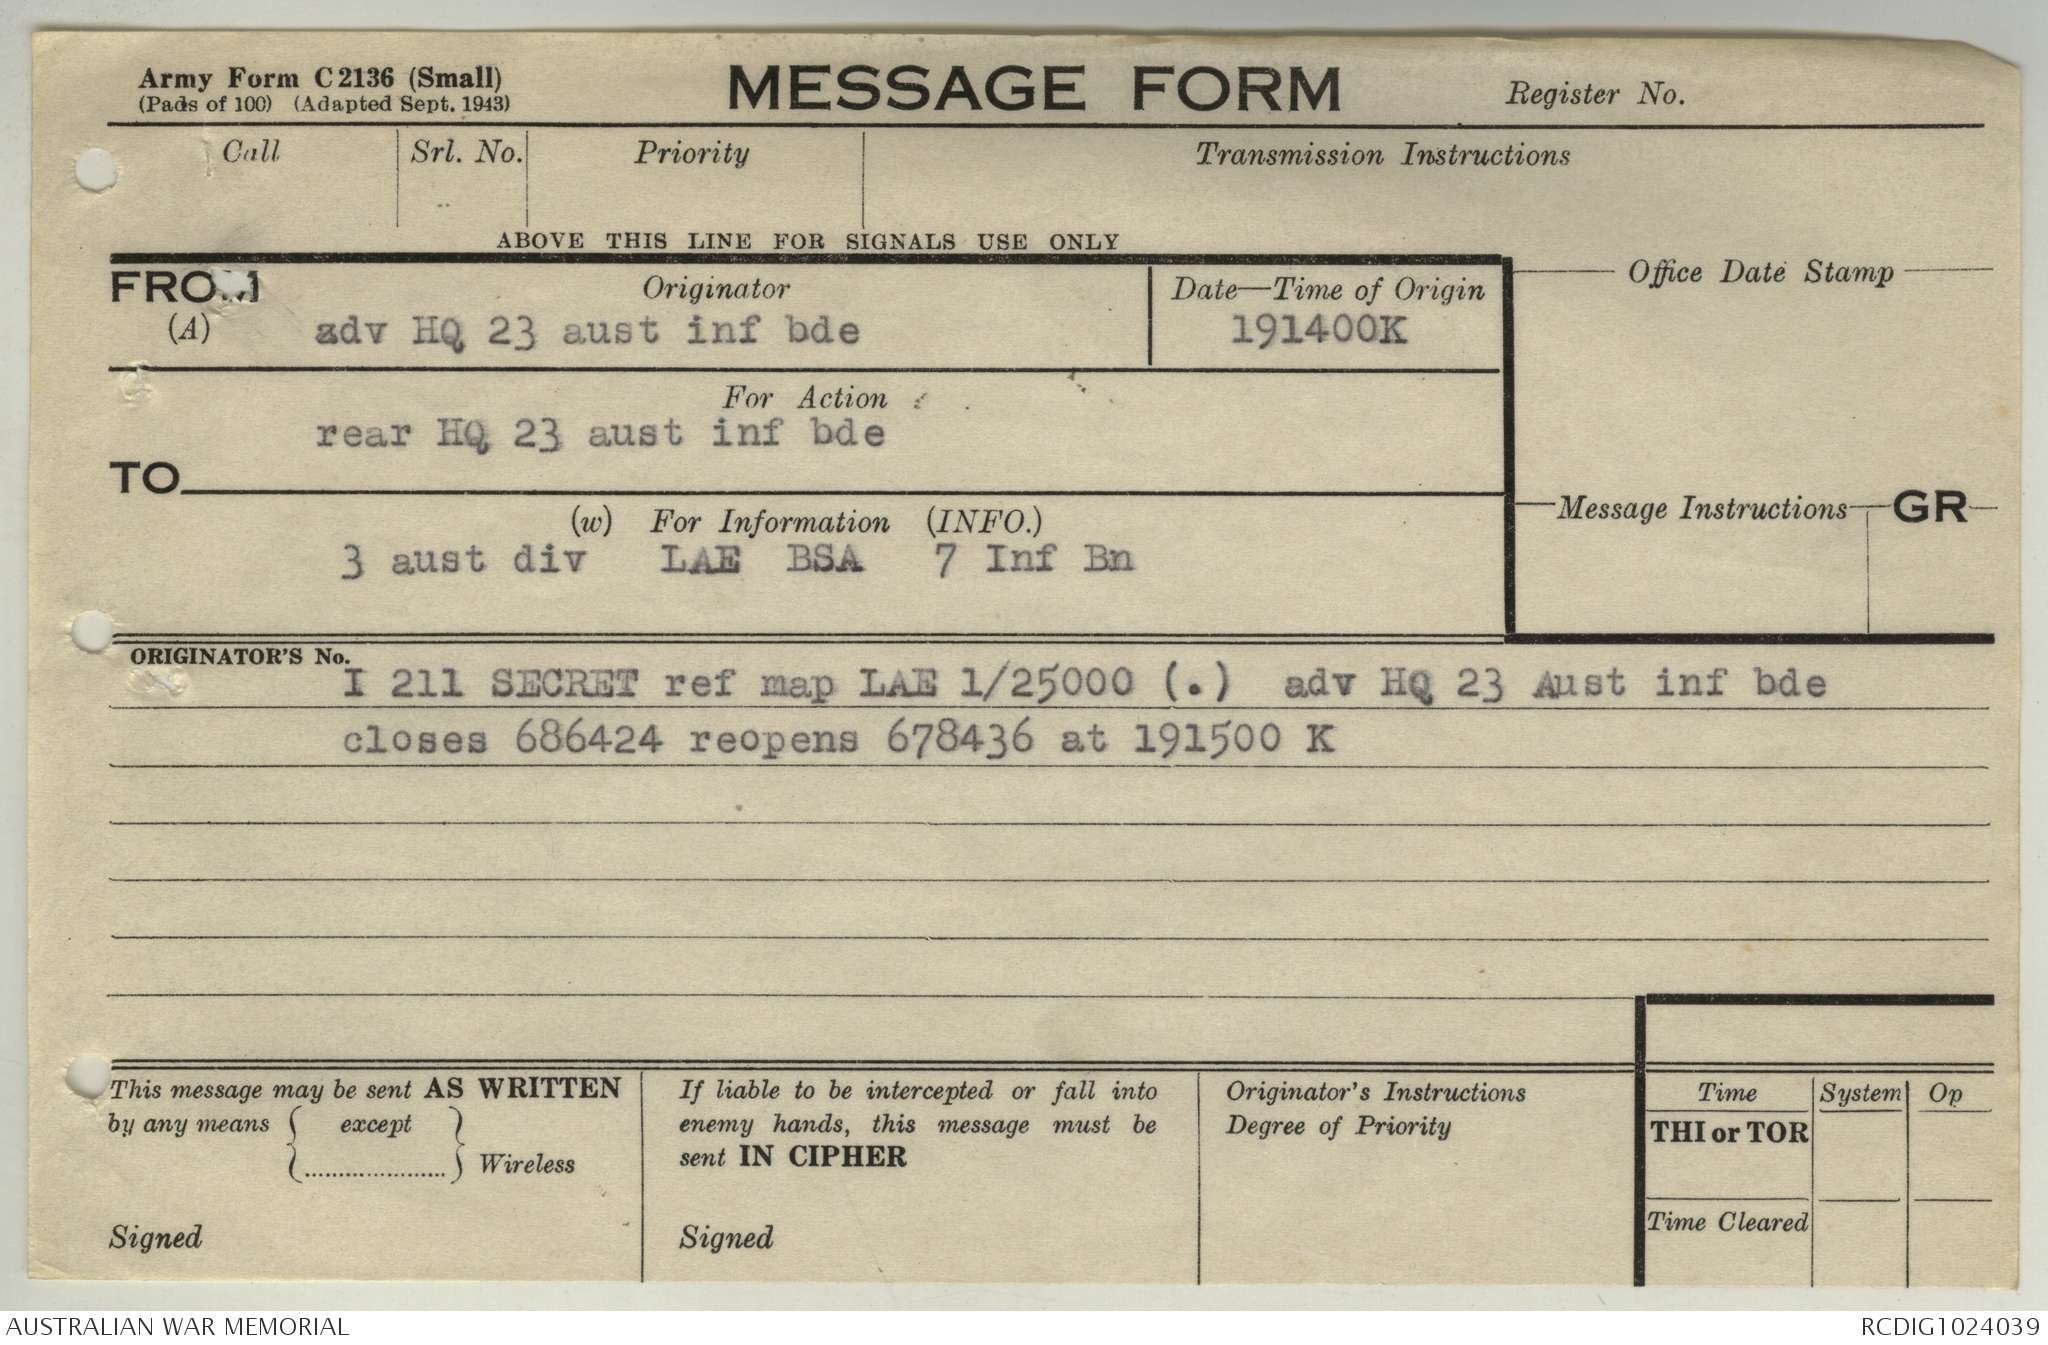 Army Form C2136 (Small)
(Pads of 100) (Adapted Sept. 1943)
MESSAGE FORM
Register No.
Call
Srl. No.
Priority
Transmission Instructions
ABOVE THIS LINE FOR SIGNALS USE ONLY
FROM
(A)
Originator
adv HQ 23 aust inf bde
Date—Time of Origin
191400K
Office Date Stamp
For Action
rear HQ 23 aust inf bde
TO
(w) For Information (INFO.)
3 aust div LAE BSA 7 Inf Bn
Message Instructions
GR
ORIGINATOR'S No.
I 211 SECRET ref map LAE 1/25000 (.) adv HQ 23 Aust inf bde
closes 686424 reopens 678436 at 191500 K
This message may be sent AS WRITTEN
by any means { except }
{ ..................... } Wireless
Signed
If liable to be intercepted or fall into
enemy hands, this message must be
sent IN CIPHER
Signed
Originator's Instructions
Degree of Priority
Time
System
Op
THI or TOR
Time Cleared
AUSTRALIAN WAR MEMORIAL
RCDIG1024039